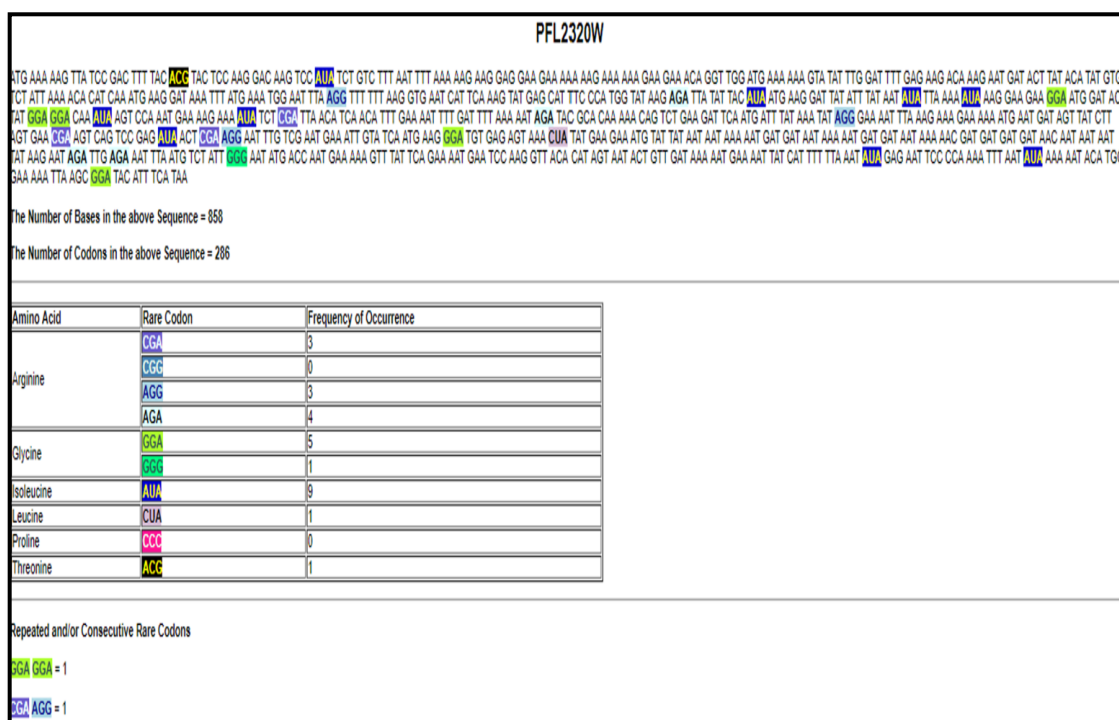 PFL2320W
ATG AAA AAG TTA TCC GAC TTT TAC ACG TAC TCC AAG GAC AAG TCC AUA TCT GTC TTT AAT TTT AAA AAG AAG GAG GAA GAA AAA AAG AAA AAA GAA GAA ACA GGT TGG ATG AAA AAA GTA TAT TTG GAT TTT GAG AAG ACA AAG AAT GAT ACT TAT ACA TAT GTC
TCT ATT AAA ACA CAT CAA ATG AAG GAT AAA TTT ATG AAA TGG AAT TTA AGG TTT TTT AAG GTG AAT CAT TCA AGT ATG AGC ATT TCC CAT GGT ATA AGA TTA TAT TAC AUA ATG AAG GAT TAT ATT TAT AAT AUA TTA AAA AUA AAG GAA GAA GGA ATG GAT AC
TAT GGA GGA CAA AUA AGT CCA AAT GAA AAG AAA AUA TCT CGA TTA ACA TCA ACA TTT GAA AAT TTT GAT TTT AAA AAT AGA TAC GCA CAA AAC AGT CTG AAG ATT CAA ATG ATT TAT AAA TAT AGG GAA AAT TTA AAG AAA GAA AAA ATG AAT GAT AGT TAT CTT
AGT GAA CGA AGT CAG TCC GAG AUA ACT CGA AGG AAT TTG TCG AAT GAA ATT GTA TCA ATG AAG GGA TGT GAG AGT AAA CUA TAT GAA GAA ATG TAT TAT AAT AAT AAA AAT GAT GAT AAT AAA AAT GAT GAT AAT AAA AAC GAT GAT GAT GAT AAC AAT AAT AAT
TAT AAG AAT AGA TTG AGA AAT TTA ATG TCT ATT GGG AAT ATG ACC AAT GAA AAA GTT TAT TCA GAA AAT GAA TCC AAG GTT ACA CAT AGT AAT ACT GTT GAT AAA AAT GAA AAT TAT CAT TTT TTA AAT AUA GAG AAT TCC CCA AAA TTT AAT AUA AAA AAT ACA TG
GAA AAA TTA AGC GGA TAC ATT TCA TAA
The Number of Bases in the above Sequence = 858
The Number of Codons in the above Sequence = 286
Amino Acid Rare Codon Frequency of Occurrence
Arginine CGA 3
CGG 0
AGG 3
AGA 4
Glycine GGA 5
GGG 1
Isoleucine AUA 9
Leucine CUA 1
Proline CCC 0
Threonine ACG 1
Repeated and/or Consecutive Rare Codons
GGA GGA = 1
CGA AGG = 1